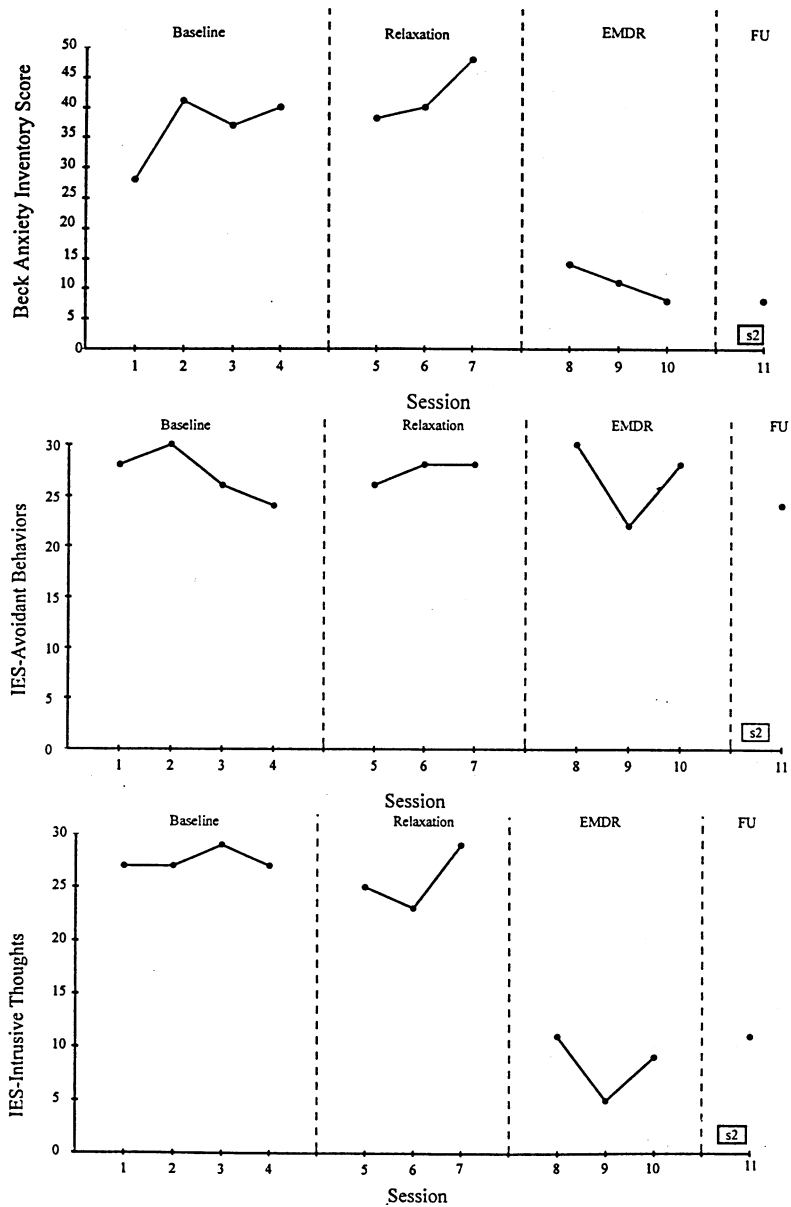 Baseline Relaxation EMDR FU
Beck Anxiety Inventory Score
50
45
40
35
30
25
20
15
10
5
0
s2
1 2 3 4 5 6 7 8 9 10 11
Session
Baseline Relaxation EMDR FU
IES-Avoidant Behaviors
30
25
20
15
10
5
0
s2
1 2 3 4 5 6 7 8 9 10 11
Session
Baseline Relaxation EMDR FU
IES-Intrusive Thoughts
30
25
20
15
10
5
0
s2
1 2 3 4 5 6 7 8 9 10 11
Session